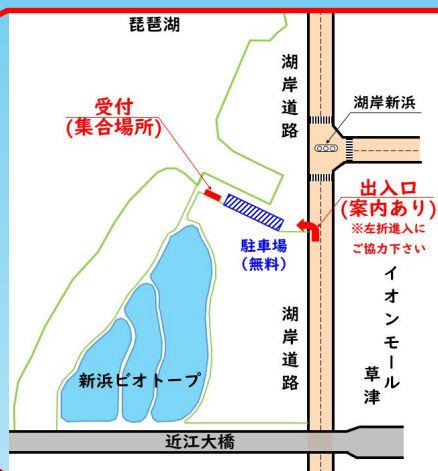 琵琶湖
湖岸道路
湖岸新浜
受付
(集合場所)
出入口
(案内あり)
※左折進入に
ご協力下さい
駐車場
(無料)
イオンモール
草津
湖岸道路
新浜ビオトープ
近江大橋